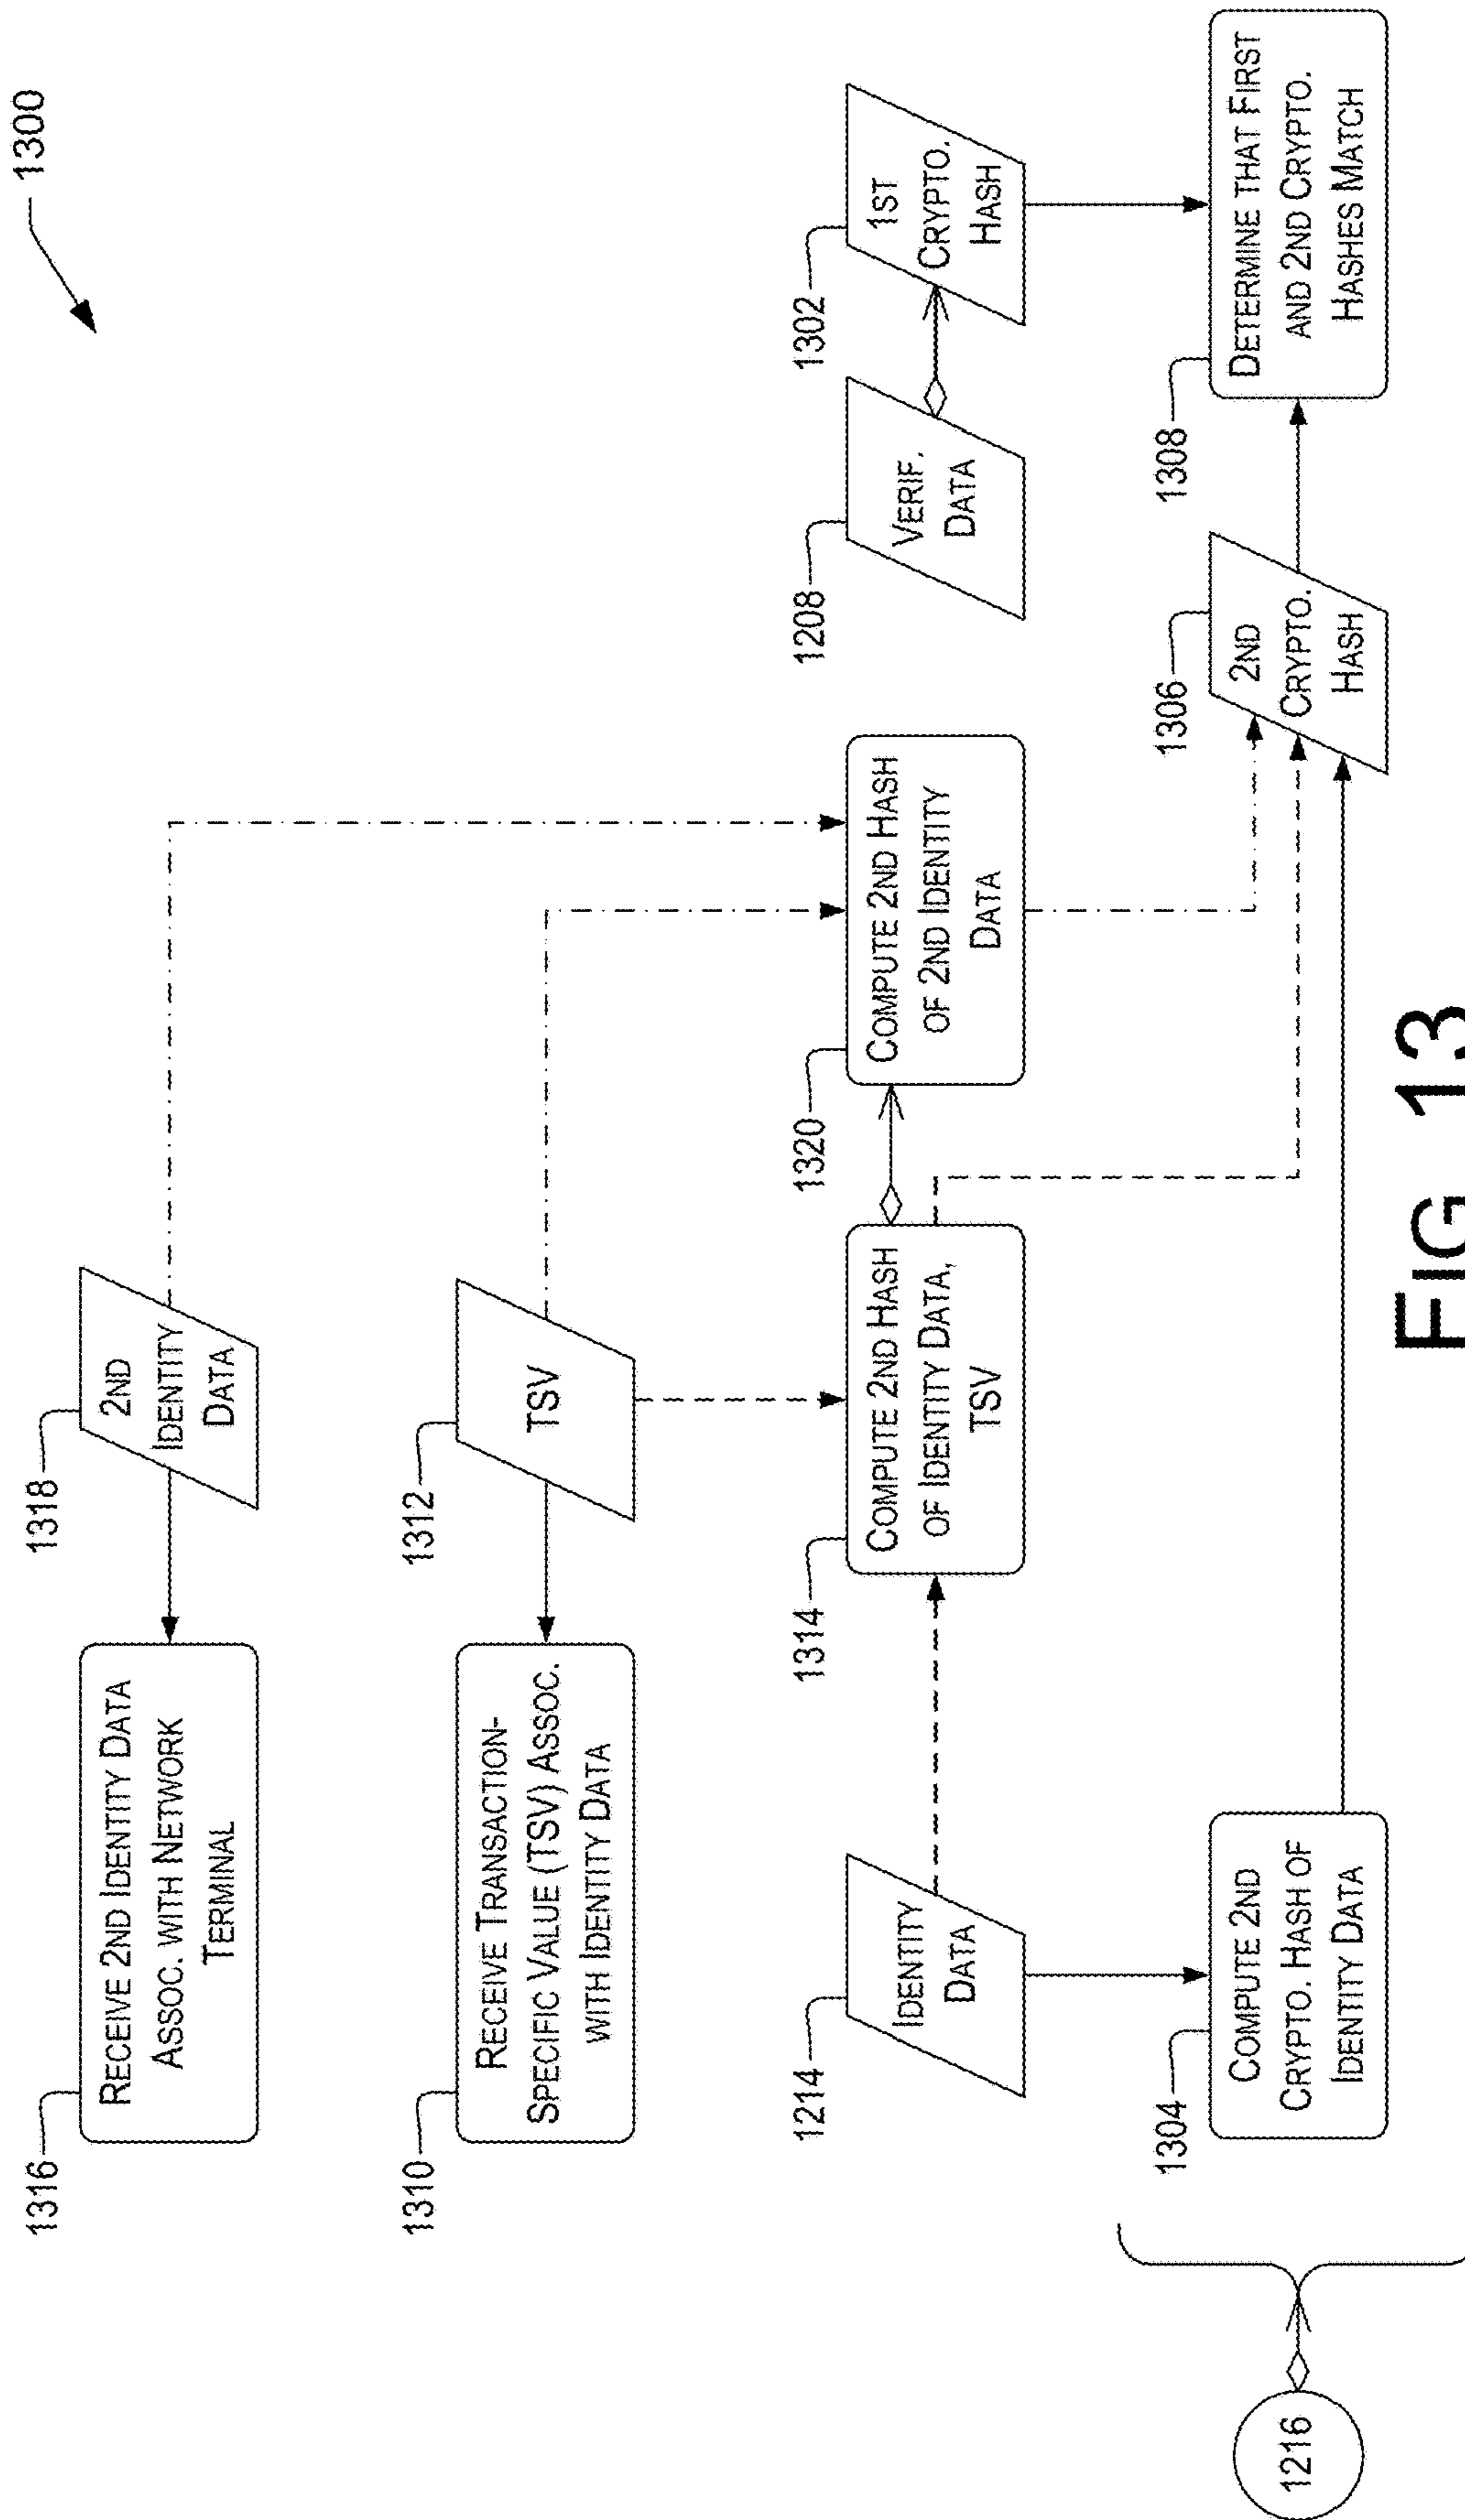 1300
1316
RECEIVE 2ND IDENTITY DATA
ASSOC. WITH NETWORK
TERMINAL
1318
2ND
IDENTITY
DATA
1310
RECEIVE TRANSACTION-
SPECIFIC VALUE (TSV) ASSOC.
WITH IDENTITY DATA
1312
TSV
1214
IDENTITY
DATA
1314
COMPUTE 2ND HASH
OF IDENTITY DATA,
TSV
1320
COMPUTE 2ND HASH
OF 2ND IDENTITY
DATA
1208
VERIF.
DATA
1302
1ST
CRYPTO.
HASH
1216
1304
COMPUTE 2ND
CRYPTO. HASH OF
IDENTITY DATA
1306
2ND
CRYPTO.
HASH
1308
DETERMINE THAT FIRST
AND 2ND CRYPTO.
HASHES MATCH
FIG. 13